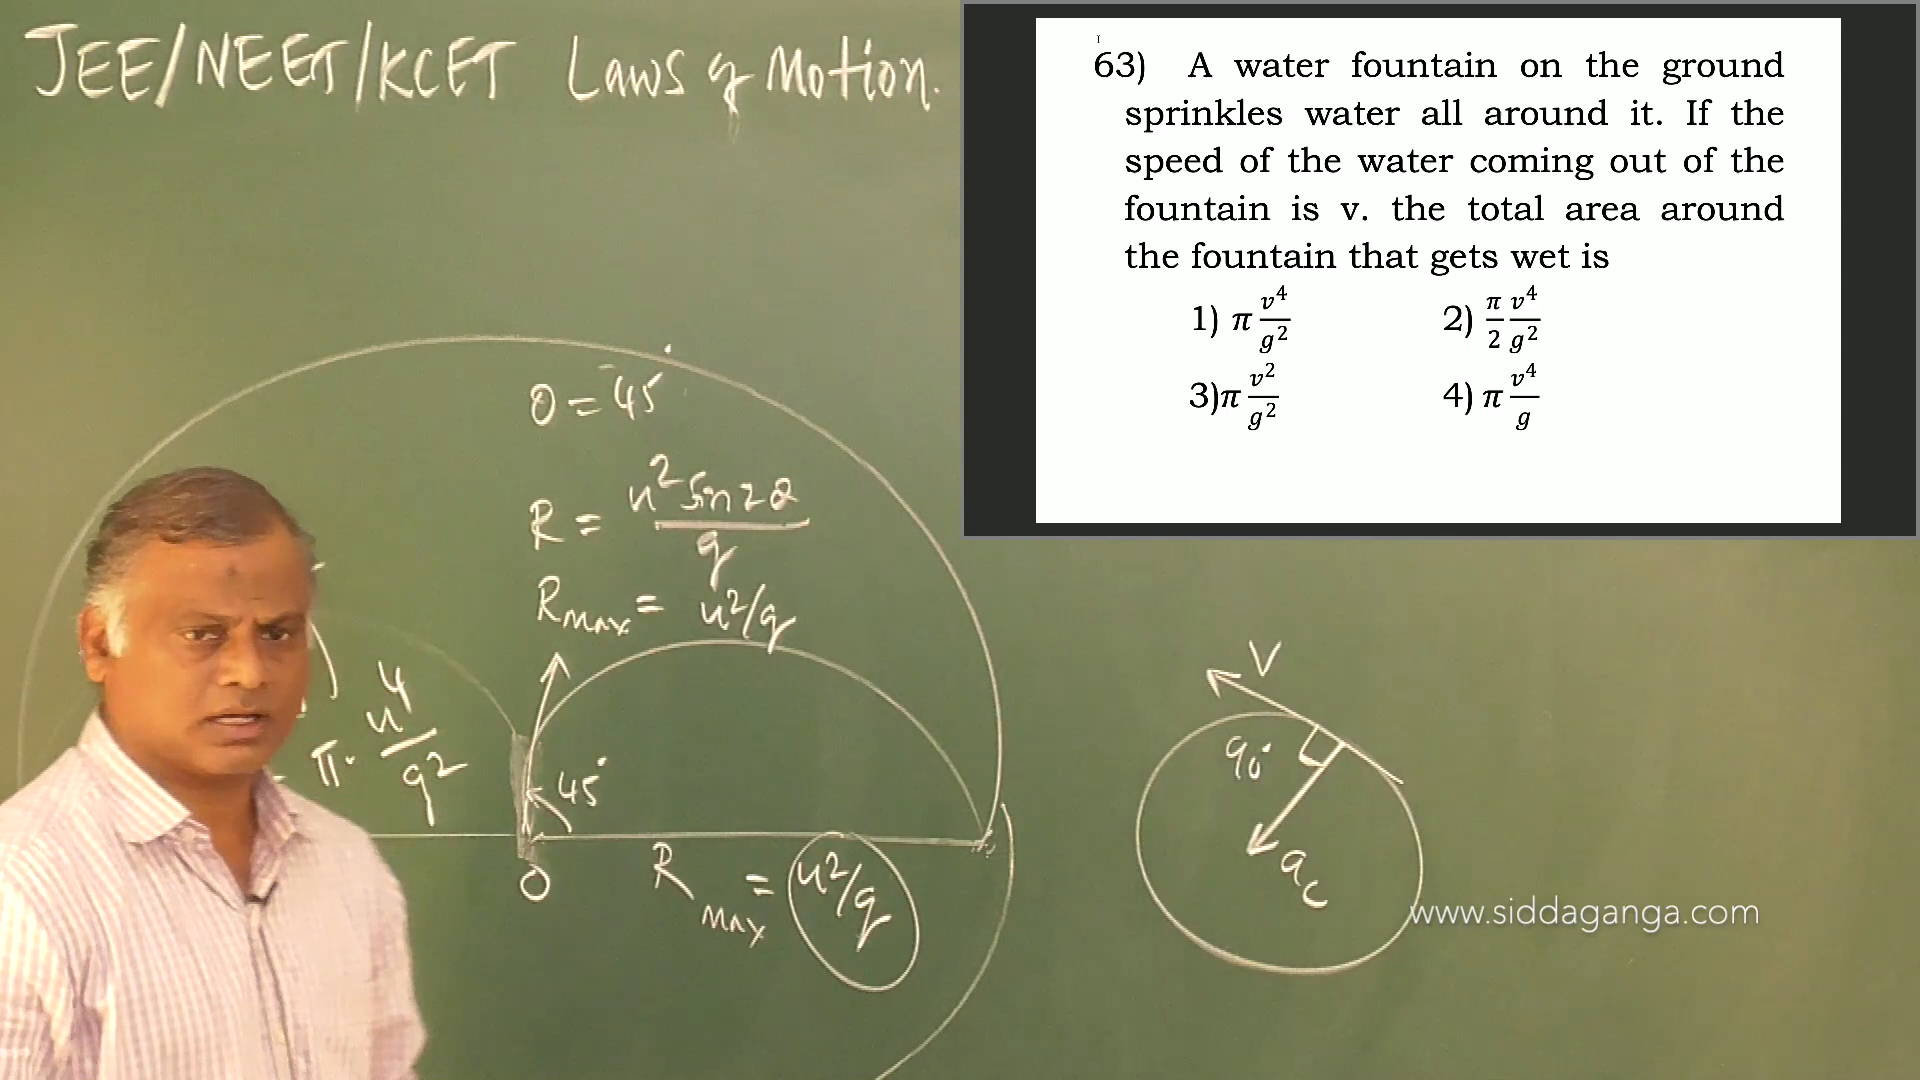 JEE/NEET/KCET Laws of Motion.
63) A water fountain on the ground
sprinkles water all around it. If the
speed of the water coming out of the
fountain is v. the total area around
the fountain that gets wet is
1) π v⁴/g² 2) π/2 v⁴/g²
3)π v²/g² 4) π v⁴/g
θ = 45
R = u² sin 2θ / g
Rmax = u²/g
π. u⁴/g²
45°
O
R max = u²/g
V
90°
ac
www.siddaganga.com